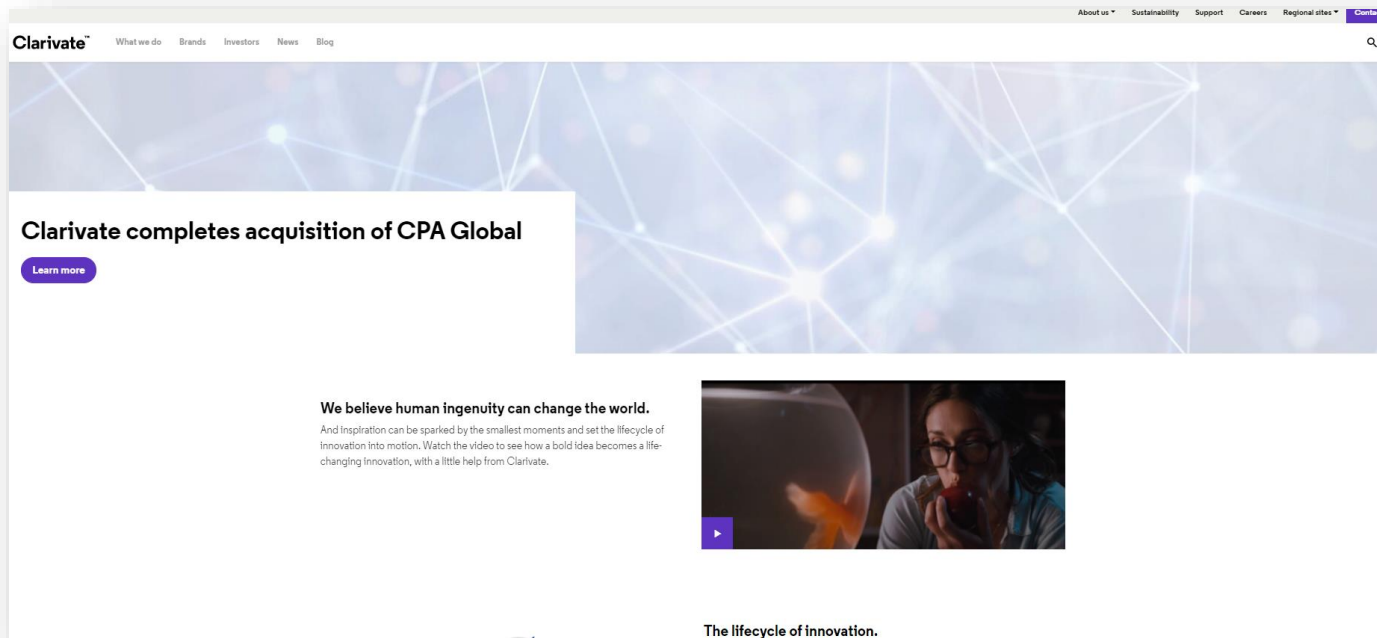 About us Sustainability Support Careers Regional sites
Clarivate™ What we do Brands Investors News Blog
Clarivate completes acquisition of CPA Global
Learn more
We believe human ingenuity can change the world.
And inspiration can be sparked by the smallest moments and set the lifecycle of
innovation into motion. Watch the video to see how a bold idea becomes a life-
changing innovation, with a little help from Clarivate.
The lifecycle of innovation.